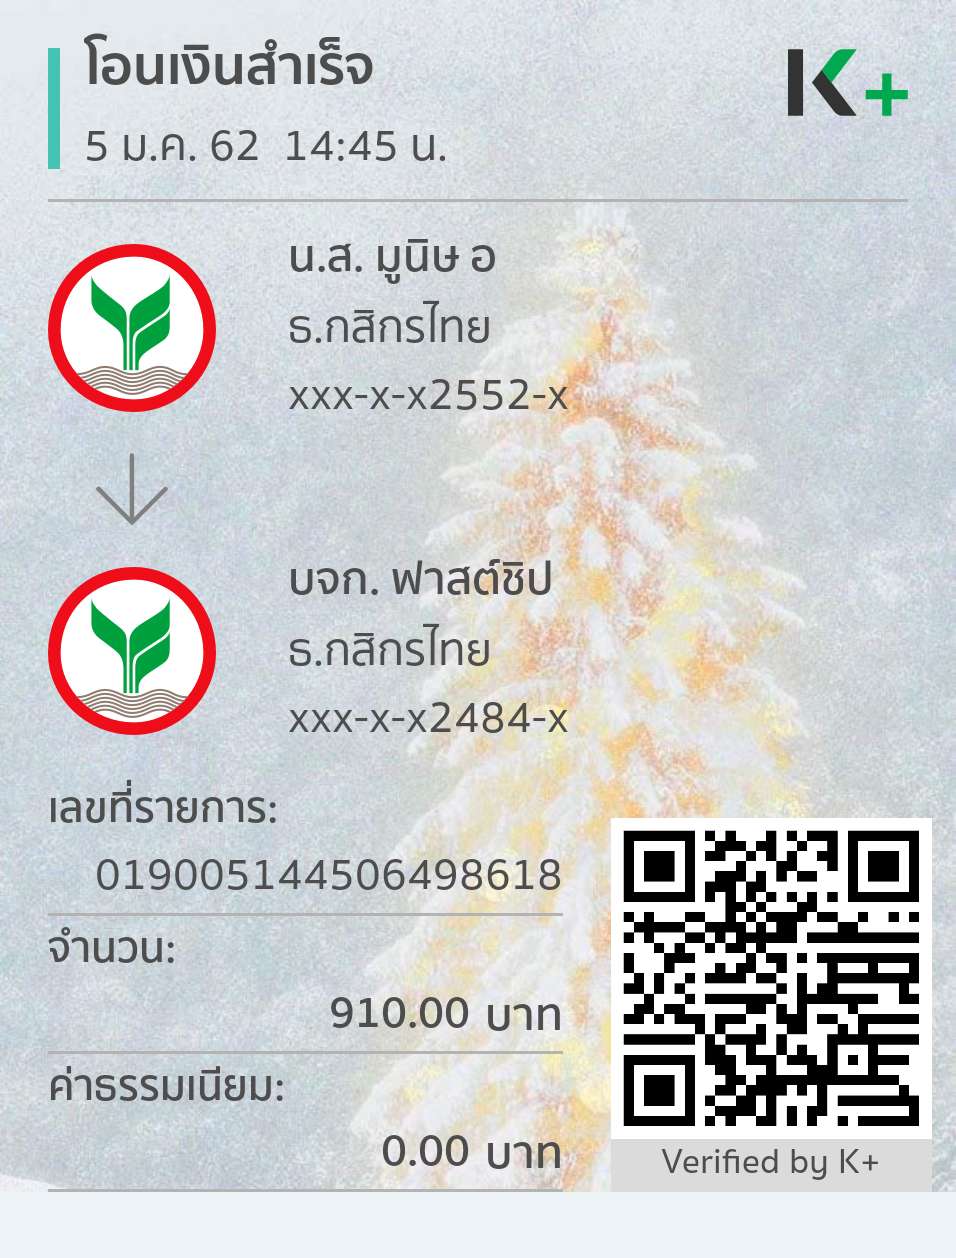 โอนเงินสำเร็จ
5 ม.ค. 62 14:45 น.
K+
น.ส. มูนิษ อ
ธ.กสิกรไทย
xxx-x-x2552-x
บจก. ฟาสต์ชิป
ธ.กสิกรไทย
xxx-x-x2484-x
เลขที่รายการ:
019005144506498618
จำนวน:
910.00 บาท
ค่าธรรมเนียม:
0.00 บาท
Verified by K+